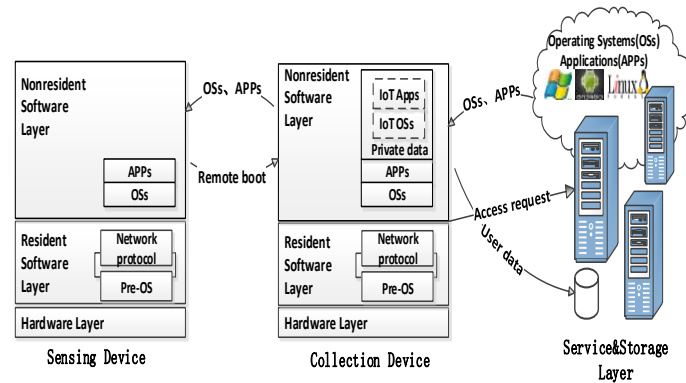 Nonresident
Software
Layer
APPs
OSs
Resident
Software
Layer
Network
protocol
Pre-OS
Hardware Layer
Sensing Device
OSs、APPs
Remote boot
Nonresident
Software
Layer
IoT Apps
IoT OSs
Private data
APPs
OSs
Resident
Software
Layer
Network
protocol
Pre-OS
Hardware Layer
Collection Device
OSs、APPs
Access request
User data
Operating Systems(OSs)
Applications(APPs)
Linux
Service&Storage
Layer